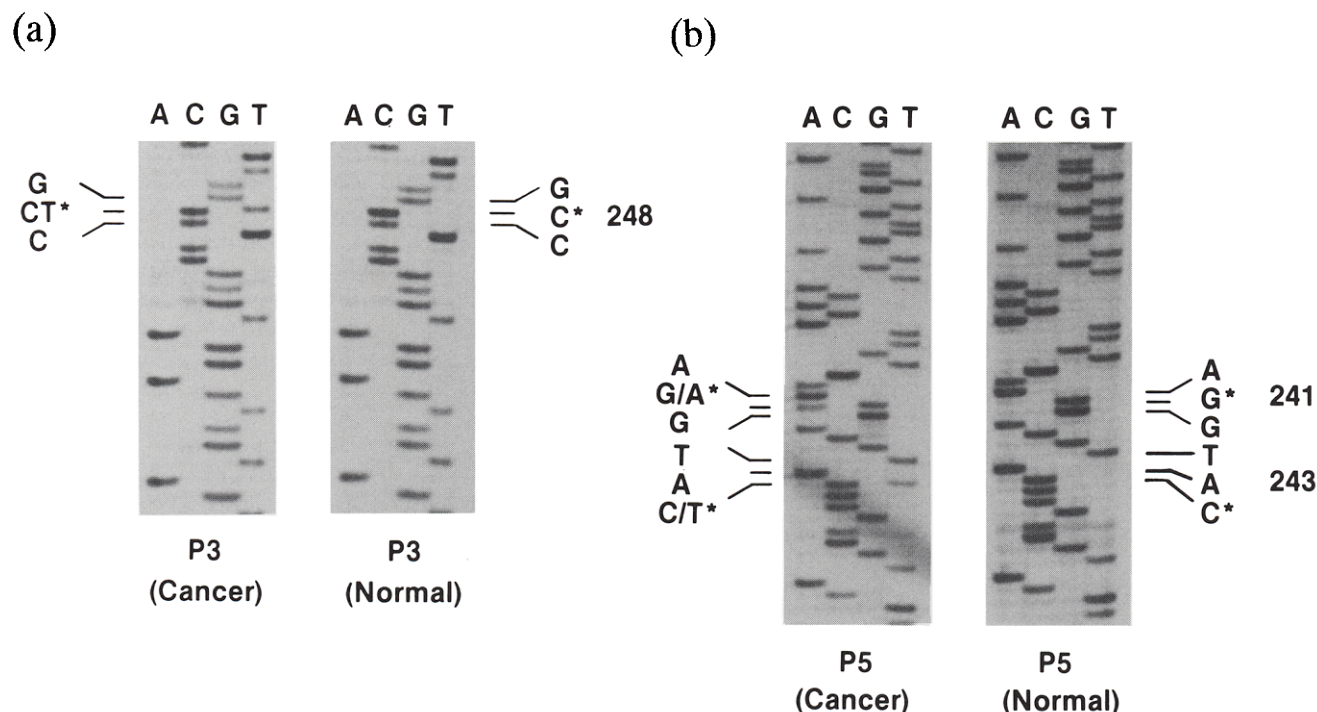 (a)
A C G T
A C G T
G
CT*
C
G
C* 248
C
P3
(Cancer)
P3
(Normal)
(b)
A C G T
A C G T
A
G/A*
G
T
A
C/T*
A
G* 241
G
T
A 243
C*
P5
(Cancer)
P5
(Normal)